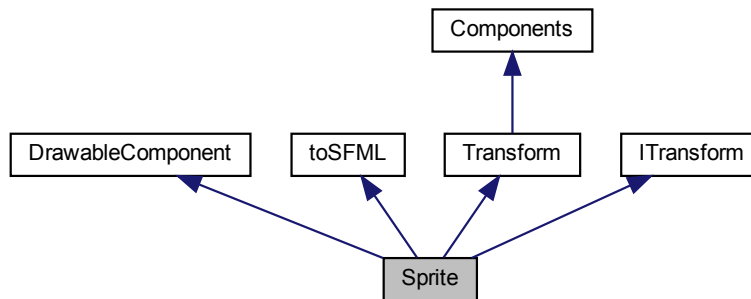 Components
DrawableComponent
toSFML
Transform
ITransform
Sprite